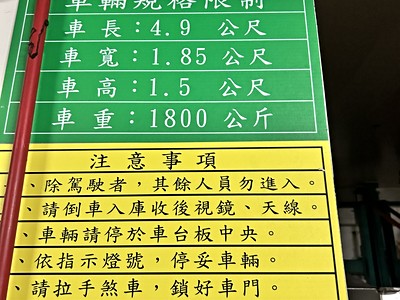 車輛規格限制
車長：4.9 公尺
車寬：1.85 公尺
車高：1.5 公尺
車重：1800 公斤
注意事項
、除駕駛者，其餘人員勿進入。
、請倒車入庫收後視鏡、天線。
、車輛請停於車台板中央。
、依指示燈號，停妥車輛。
、請拉手煞車，鎖好車門。